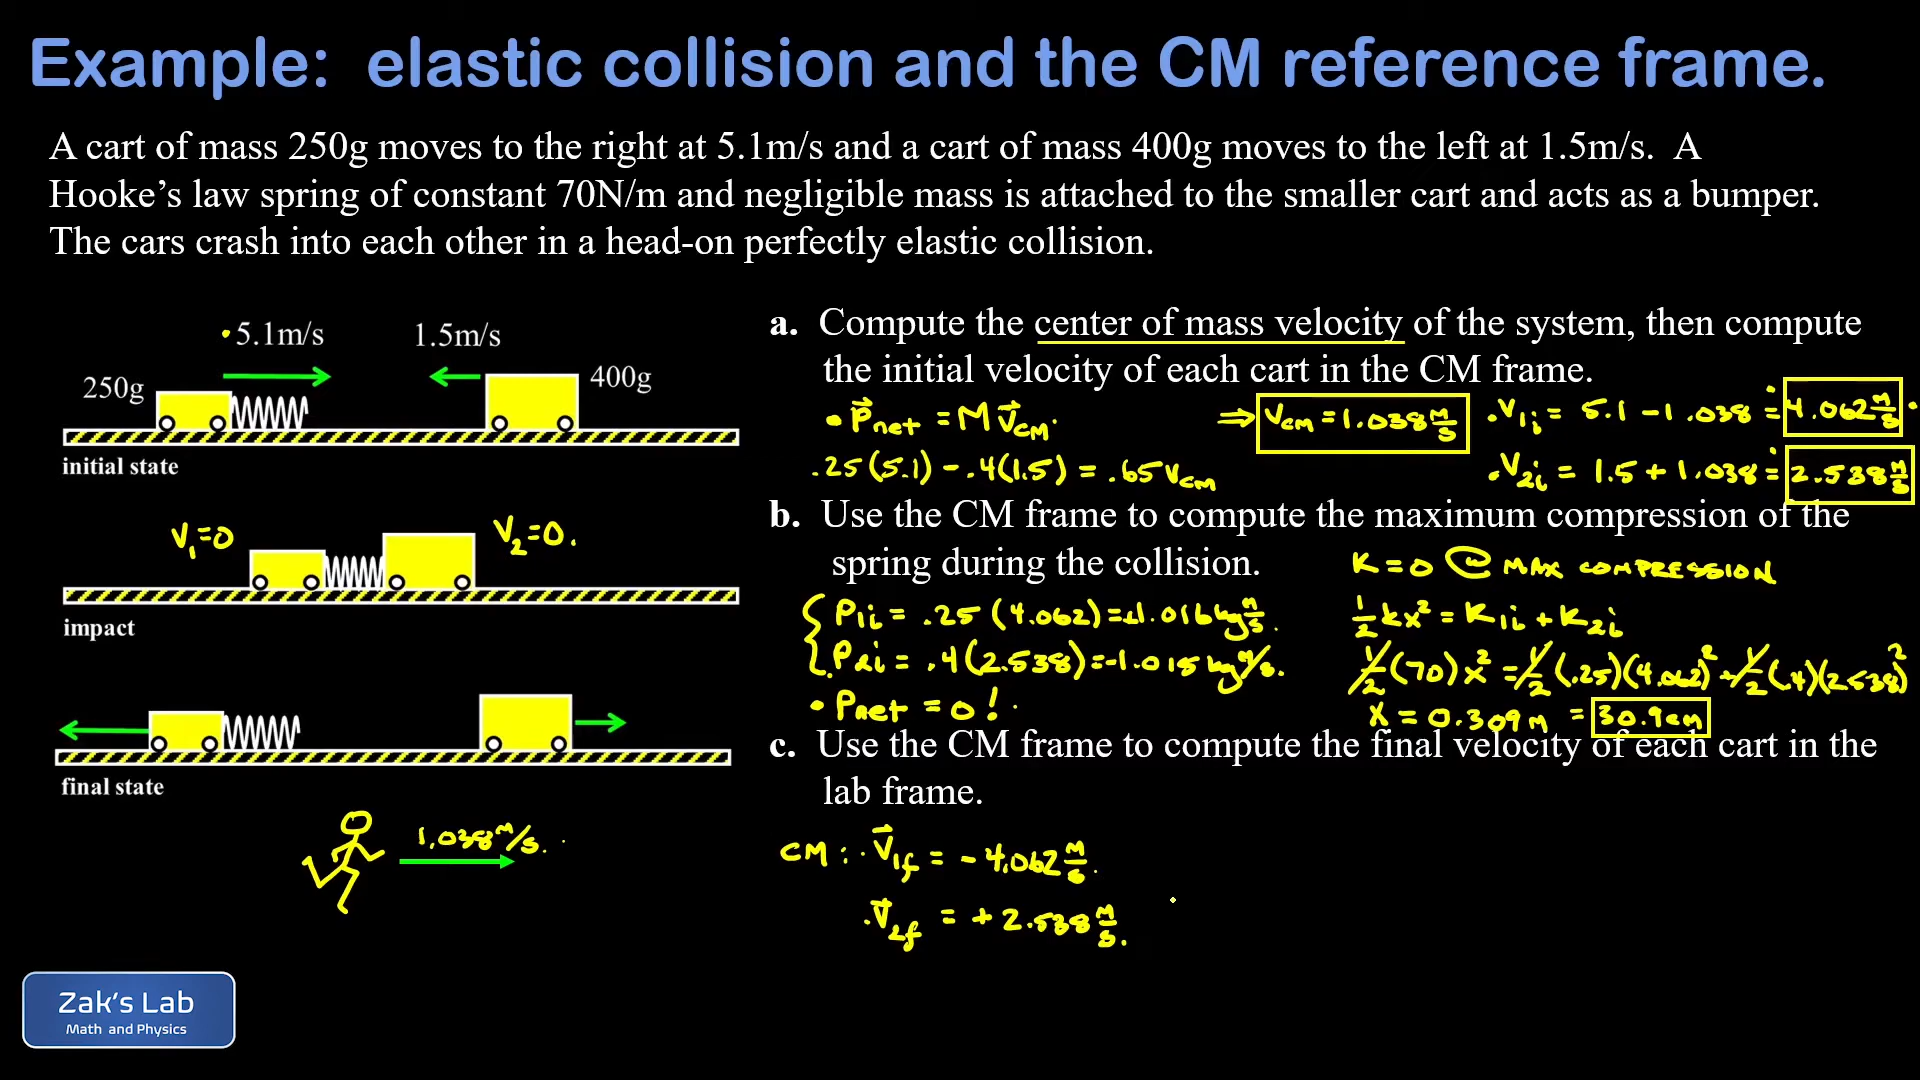 Example: elastic collision and the CM reference frame.
A cart of mass 250g moves to the right at 5.1m/s and a cart of mass 400g moves to the left at 1.5m/s. A
Hooke's law spring of constant 70N/m and negligible mass is attached to the smaller cart and acts as a bumper.
The cars crash into each other in a head-on perfectly elastic collision.
5.1m/s 1.5m/s
250g 400g
initial state
V₁=0 V₂=0.
impact
final state
1.038 m/s.
a. Compute the center of mass velocity of the system, then compute
the initial velocity of each cart in the CM frame.
• P⃗net = M V⃗CM.
.25(5.1) - .4(1.5) = .65 VCM
⇒ VCM = 1.038 m/s
• V1i = 5.1 - 1.038 ≐ 4.062 m/s
• V2i = 1.5 + 1.038 ≐ 2.538 m/s
b. Use the CM frame to compute the maximum compression of the
spring during the collision.
P1i = .25 (4.062) = +1.016 kg m/s.
P2i = .4(2.538) = -1.015 kg m/s.
• Pnet = 0!
K = 0 @ MAX COMPRESSION
½kx² = K1i + K2i
½(70)x² = ½(.25)(4.062)² + ½(.4)(2.538)²
x = 0.309m = 30.9cm
c. Use the CM frame to compute the final velocity of each cart in the
lab frame.
CM: V⃗1f = - 4.062 m/s.
V⃗2f = + 2.538 m/s.
Zak's Lab
Math and Physics